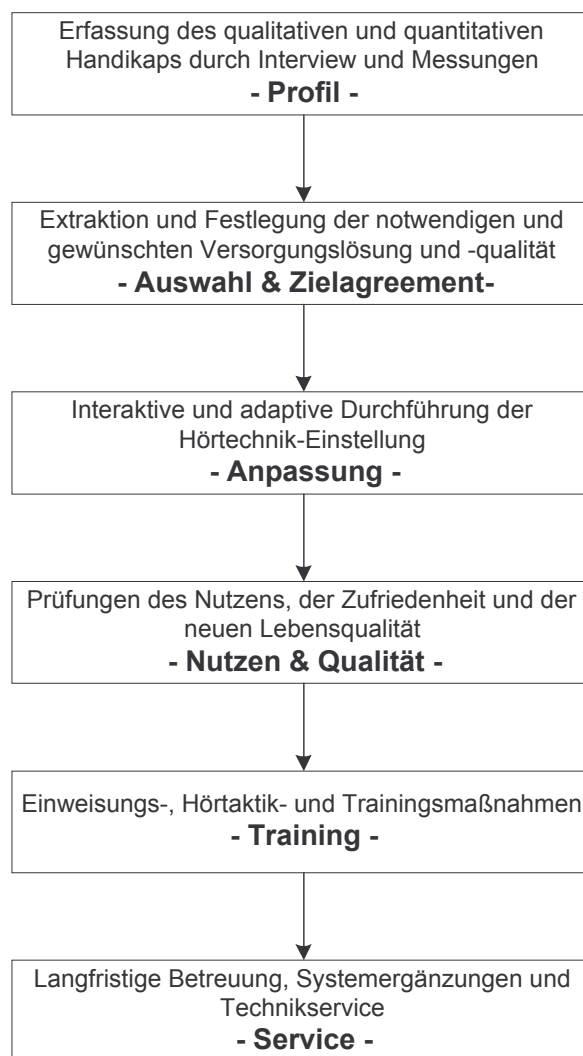 Erfassung des qualitativen und quantitativen
Handikaps durch Interview und Messungen
- Profil -
Extraktion und Festlegung der notwendigen und
gewünschten Versorgungslösung und -qualität
- Auswahl & Zielagreement-
Interaktive und adaptive Durchführung der
Hörtechnik-Einstellung
- Anpassung -
Prüfungen des Nutzens, der Zufriedenheit und der
neuen Lebensqualität
- Nutzen & Qualität -
Einweisungs-, Hörtaktik- und Trainingsmaßnahmen
- Training -
Langfristige Betreuung, Systemergänzungen und
Technikservice
- Service -